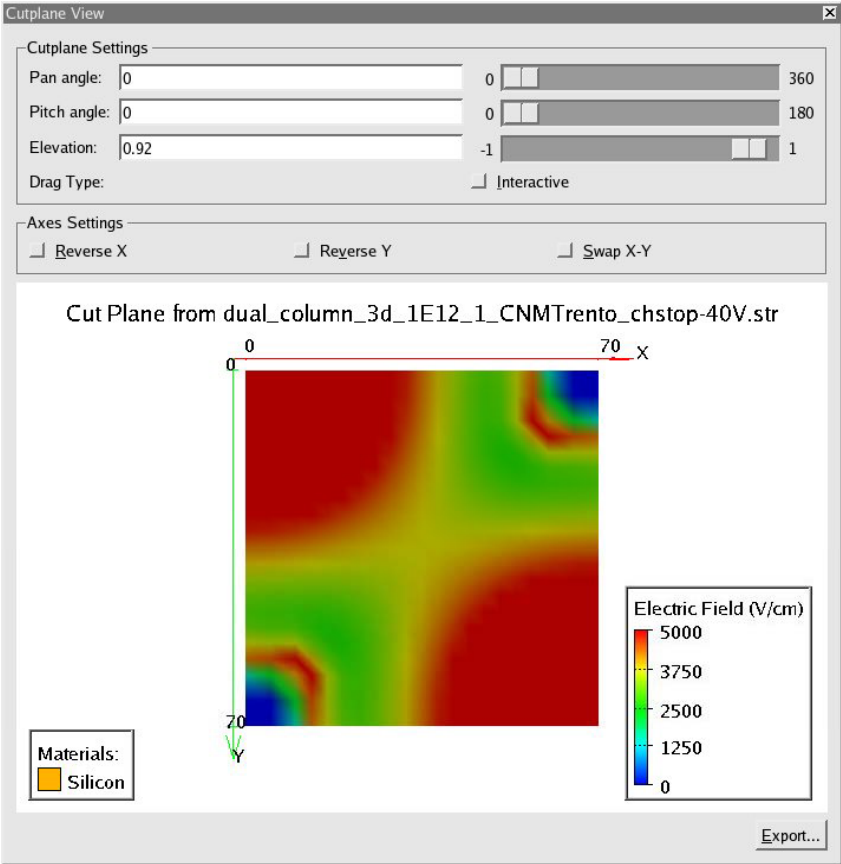 Cutplane View
Cutplane Settings
Pan angle: 0 0 360
Pitch angle: 0 0 180
Elevation: 0.92 -1 1
Drag Type: Interactive
Axes Settings
Reverse X Reverse Y Swap X-Y
Cut Plane from dual_column_3d_1E12_1_CNMTrento_chstop-40V.str
0 70 X
0
70
Y
Electric Field (V/cm)
5000
3750
2500
1250
0
Materials:
Silicon
Export...